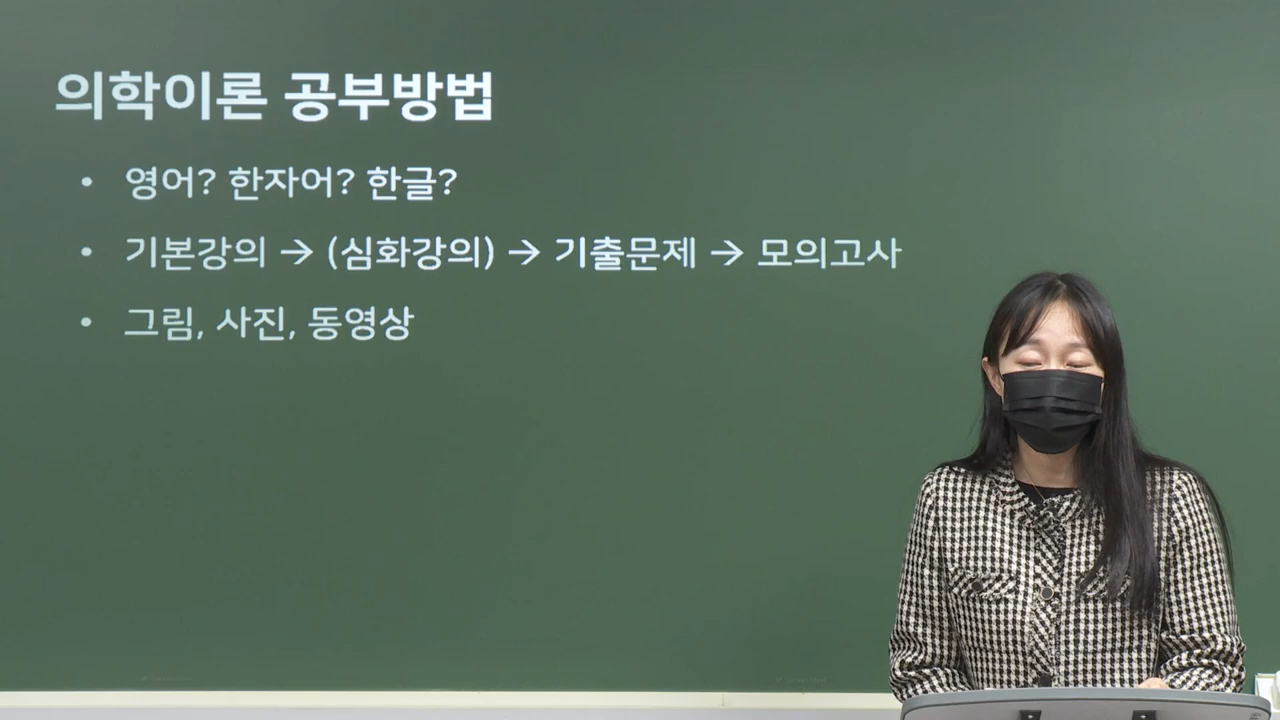 의학이론 공부방법
• 영어? 한자어? 한글?
• 기본강의 → (심화강의) → 기출문제 → 모의고사
• 그림, 사진, 동영상